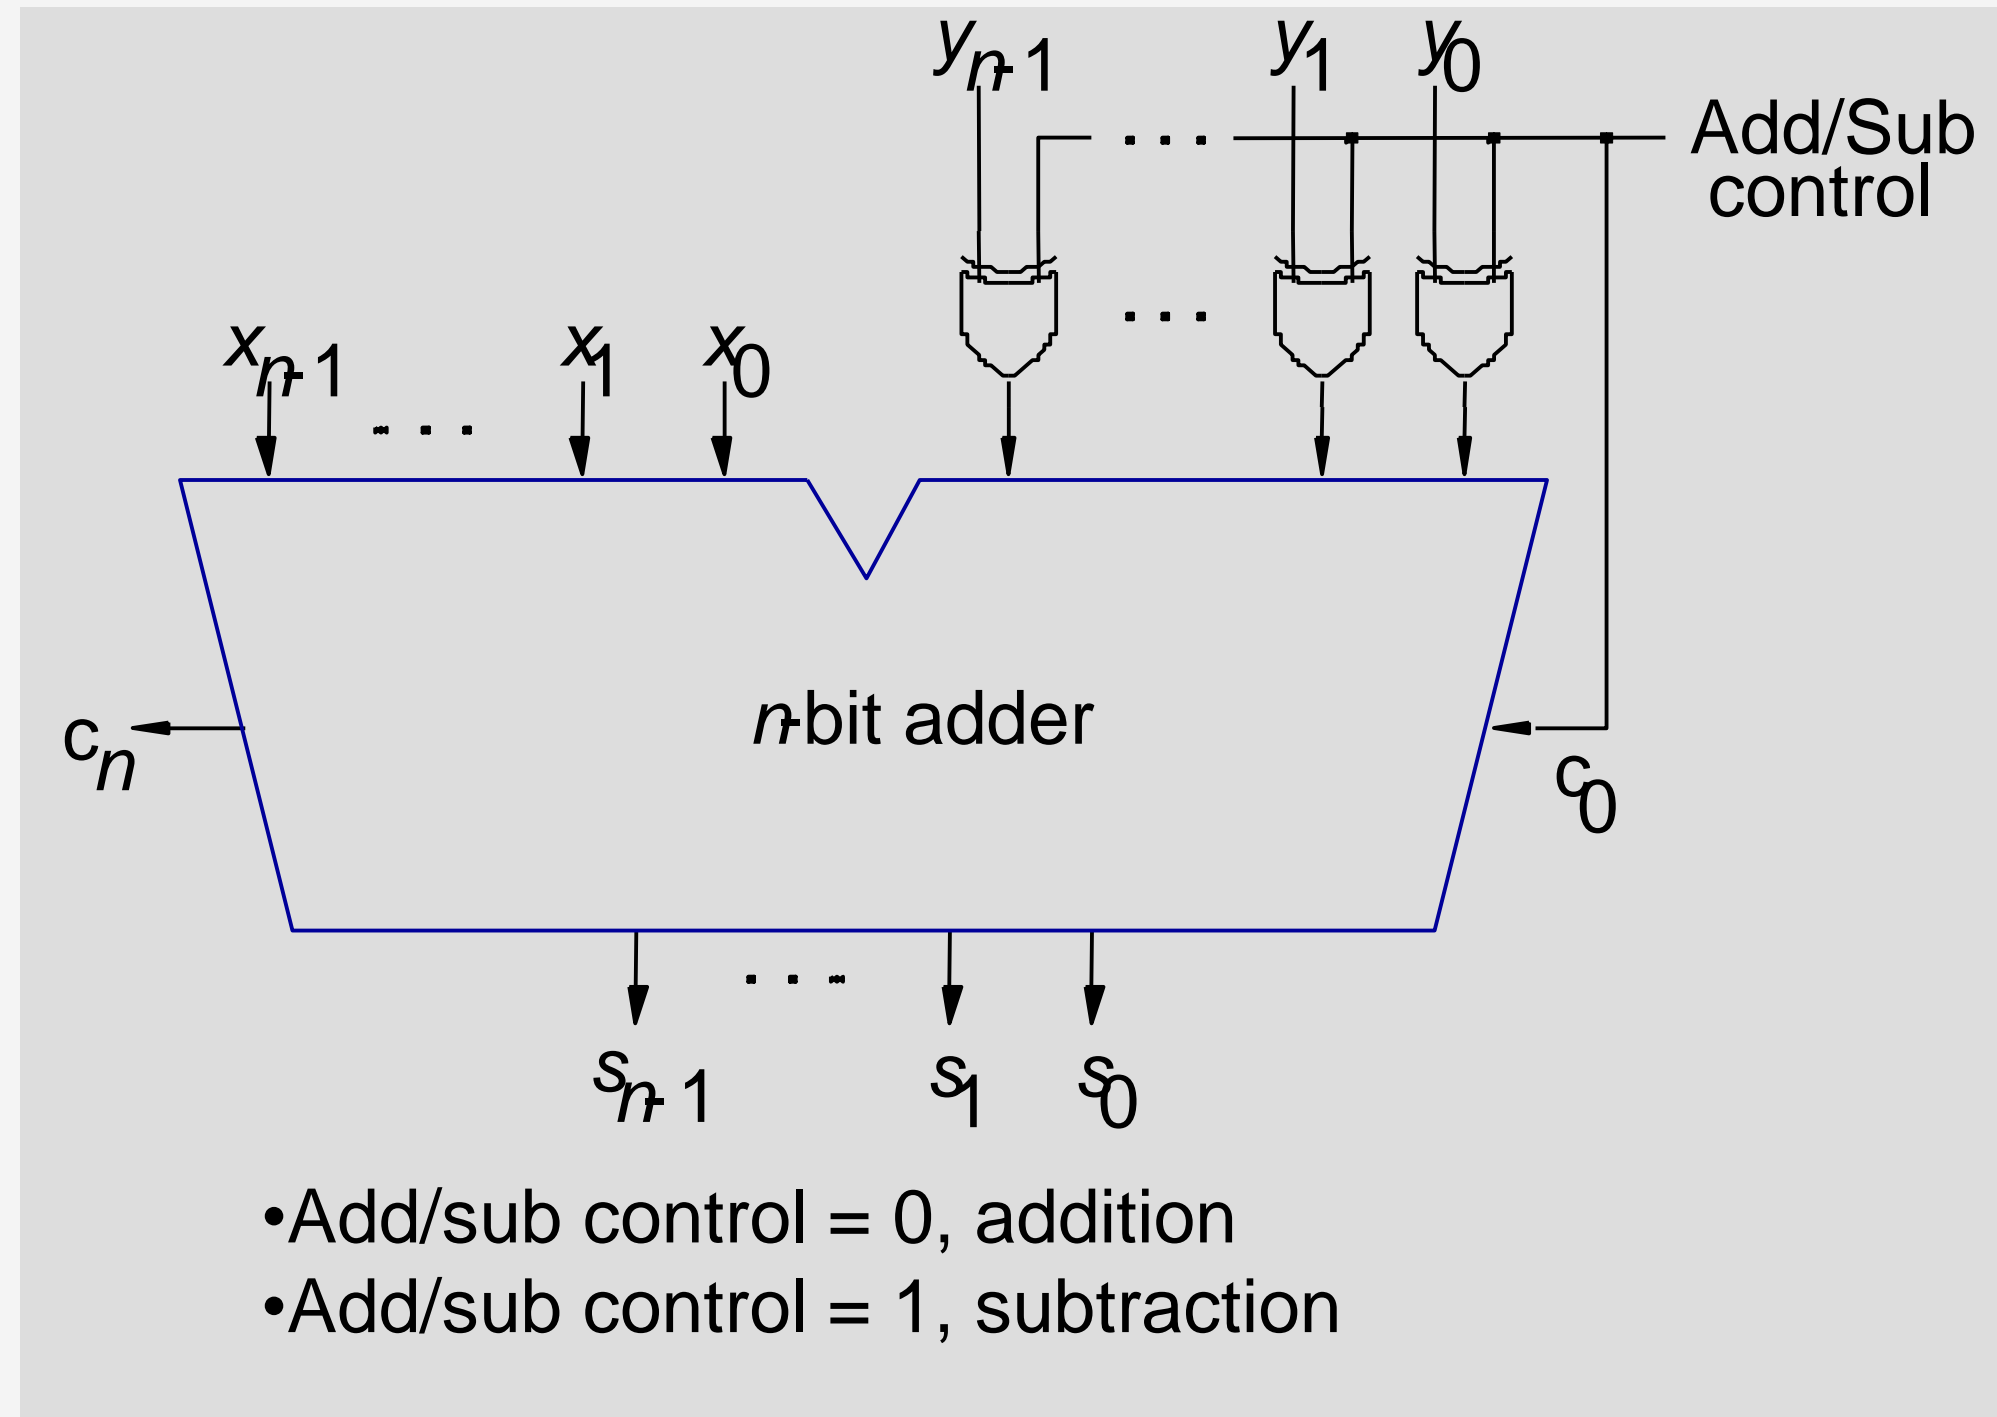 yn-1 y1 y0
Add/Sub
control
xn-1 x1 x0
n-bit adder
cn
c0
sn-1 s1 s0
•Add/sub control = 0, addition
•Add/sub control = 1, subtraction